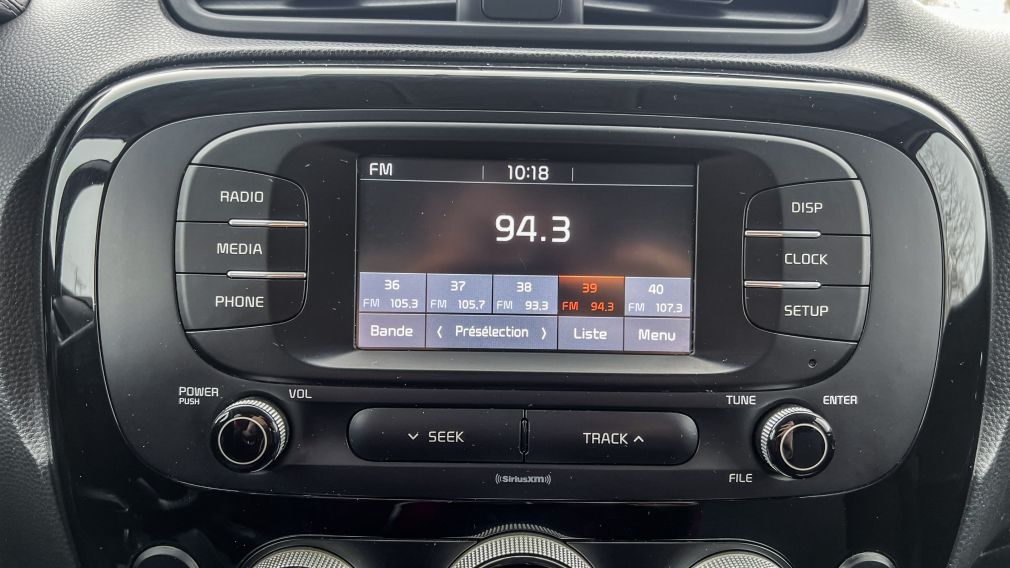 FM 10:18
94.3
36 37 38 39 40
FM 105.3 FM 105.7 FM 93.3 FM 94.3 FM 107.3
Bande ‹ Présélection › Liste Menu
RADIO
MEDIA
PHONE
DISP
CLOCK
SETUP
POWER
PUSH
VOL
SEEK
TRACK
TUNE
ENTER
FILE
((SiriusXM))